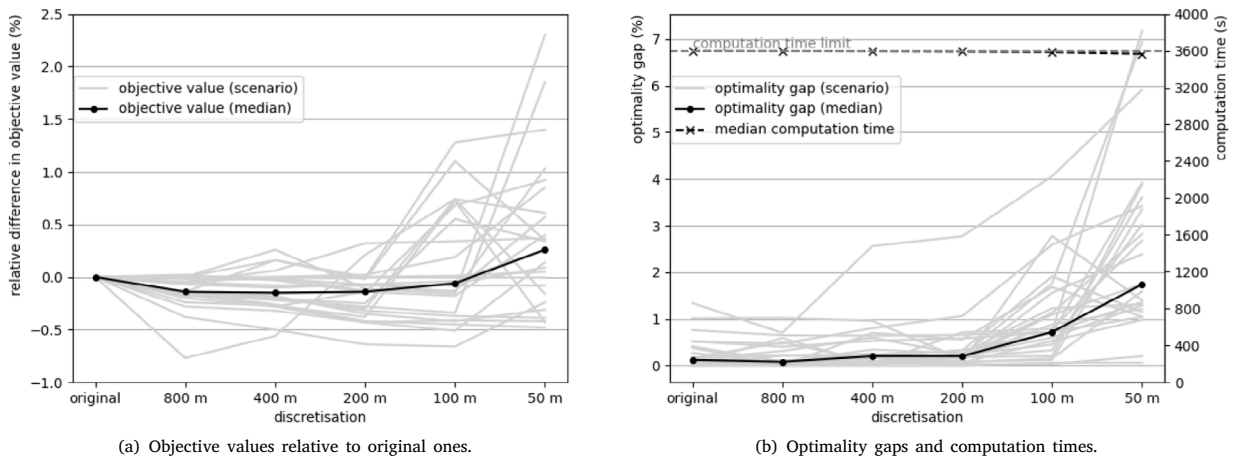 2.5
2.0
1.5
1.0
0.5
0.0
−0.5
−1.0
relative difference in objective value (%)
objective value (scenario)
objective value (median)
original 800 m 400 m 200 m 100 m 50 m
discretisation
(a) Objective values relative to original ones.
7
6
5
4
3
2
1
0
optimality gap (%)
computation time limit
optimality gap (scenario)
optimality gap (median)
median computation time
4000
3600
3200
2800
2400
2000
1600
1200
800
400
0
computation time (s)
original 800 m 400 m 200 m 100 m 50 m
discretisation
(b) Optimality gaps and computation times.